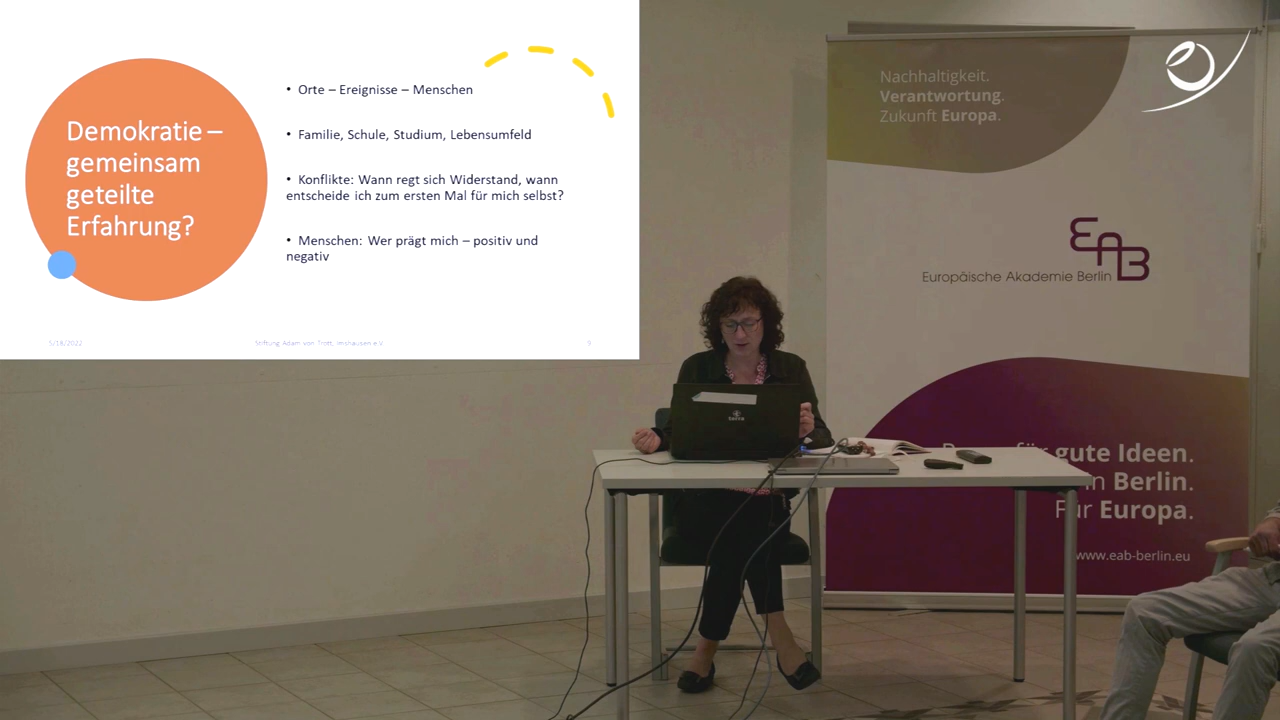 Demokratie –
gemeinsam
geteilte
Erfahrung?
• Orte – Ereignisse – Menschen
• Familie, Schule, Studium, Lebensumfeld
• Konflikte: Wann regt sich Widerstand, wann
entscheide ich zum ersten Mal für mich selbst?
• Menschen: Wer prägt mich – positiv und
negativ
5/18/2022
Stiftung Adam von Trott, Imshausen e.V.
9
Nachhaltigkeit.
Verantwortung.
Zukunft Europa.
EAB
Europäische Akademie Berlin
für gute Ideen.
in Berlin.
Für Europa.
www.eab-berlin.eu